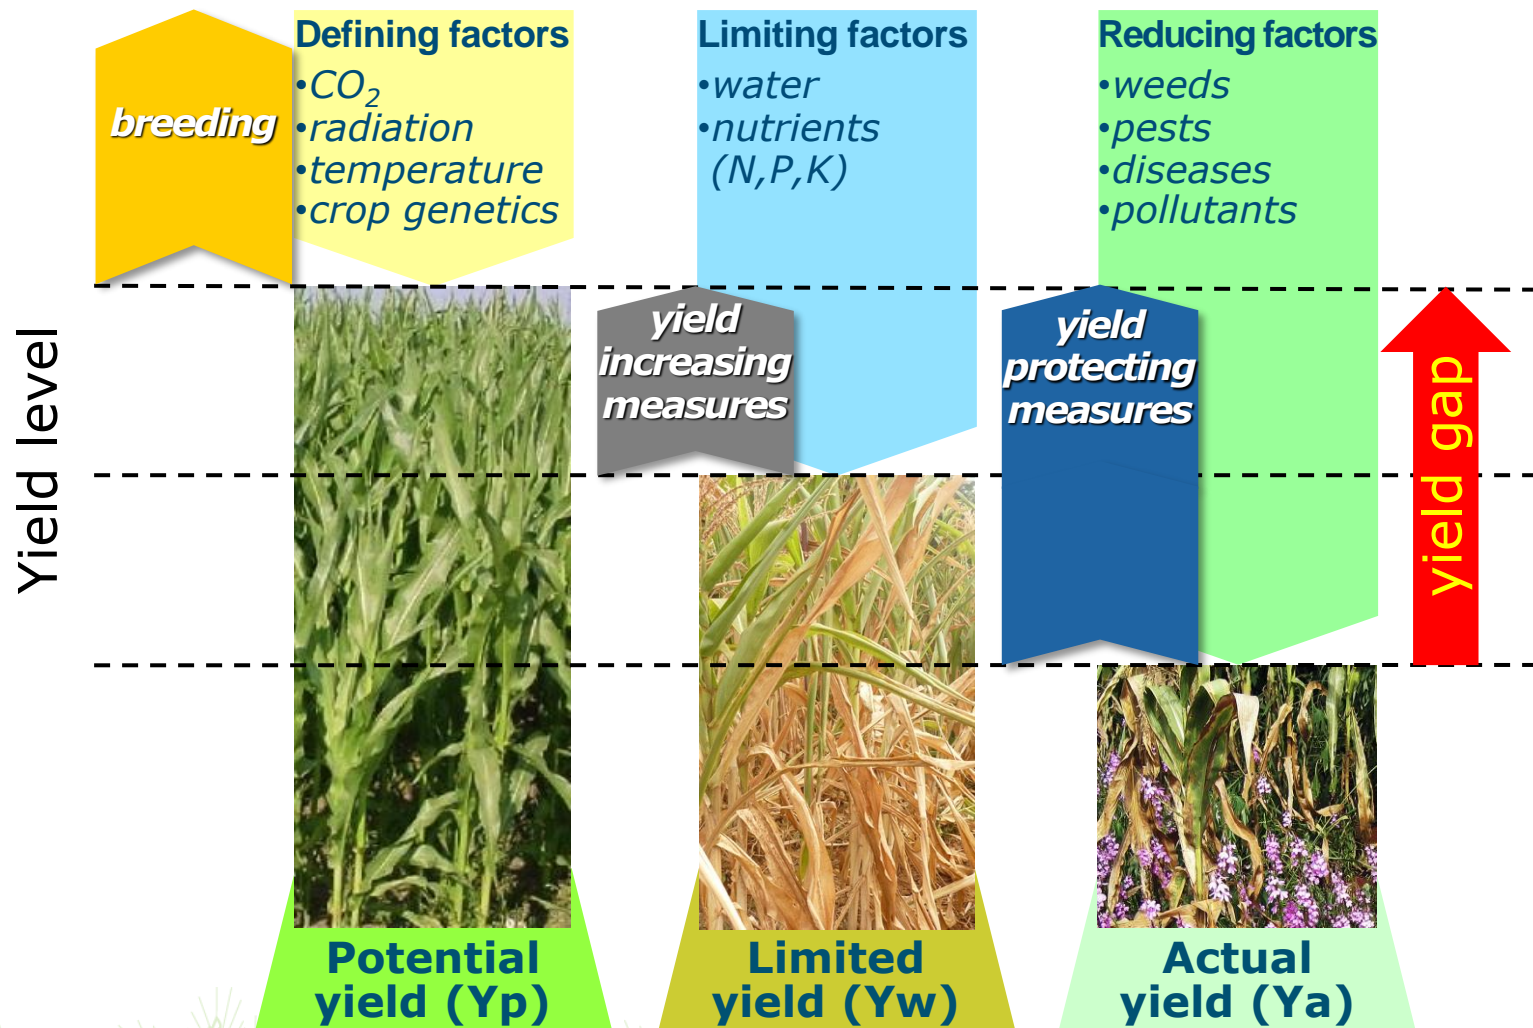 breeding
Defining factors
•CO₂
•radiation
•temperature
•crop genetics
Limiting factors
•water
•nutrients
(N,P,K)
Reducing factors
•weeds
•pests
•diseases
•pollutants
Yield level
yield
increasing
measures
yield
protecting
measures
yield gap
Potential
yield (Yp)
Limited
yield (Yw)
Actual
yield (Ya)